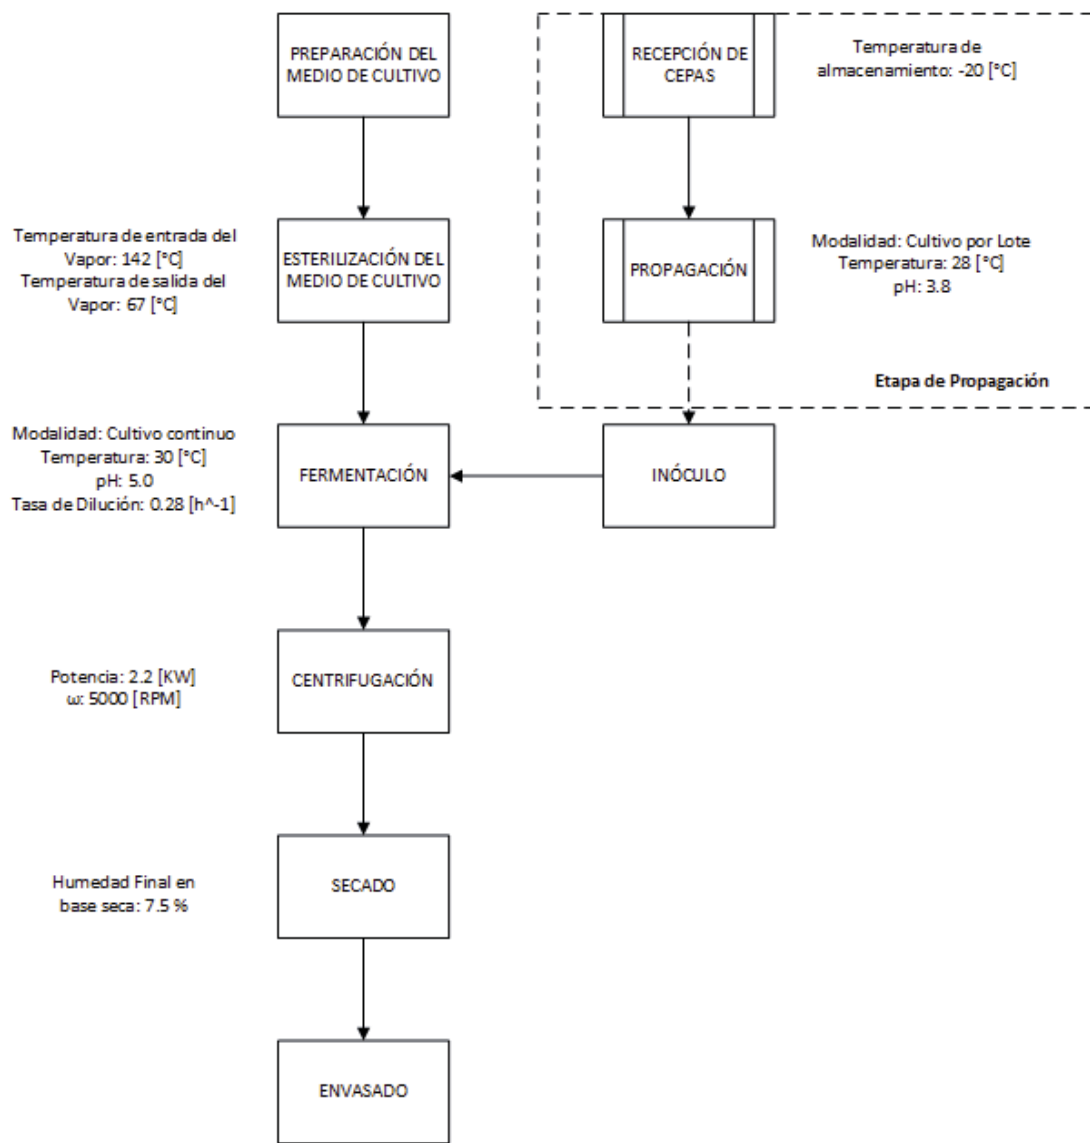 PREPARACIÓN DEL
MEDIO DE CULTIVO
RECEPCIÓN DE
CEPAS
Temperatura de
almacenamiento: -20 [°C]
Temperatura de entrada del
Vapor: 142 [°C]
Temperatura de salida del
Vapor: 67 [°C]
ESTERILIZACIÓN DEL
MEDIO DE CULTIVO
PROPAGACIÓN
Modalidad: Cultivo por Lote
Temperatura: 28 [°C]
pH: 3.8
Etapa de Propagación
Modalidad: Cultivo continuo
Temperatura: 30 [°C]
pH: 5.0
Tasa de Dilución: 0.28 [h^-1]
FERMENTACIÓN
INÓCULO
Potencia: 2.2 [KW]
ω: 5000 [RPM]
CENTRIFUGACIÓN
Humedad Final en
base seca: 7.5 %
SECADO
ENVASADO